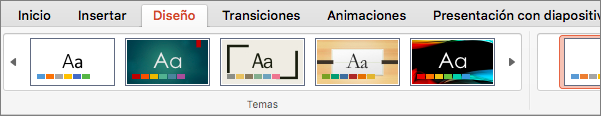 Inicio Insertar Diseño Transiciones Animaciones Presentación con diapositiv
Aa Aa Aa Aa Aa
Temas